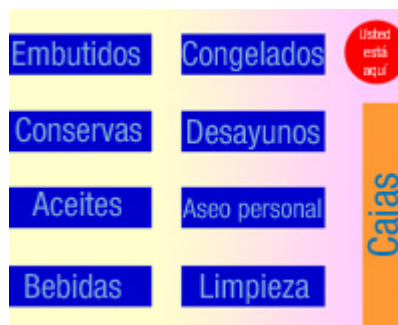 Embutidos
Congelados
Usted
está
aquí
Conservas
Desayunos
Aceites
Aseo personal
Cajas
Bebidas
Limpieza